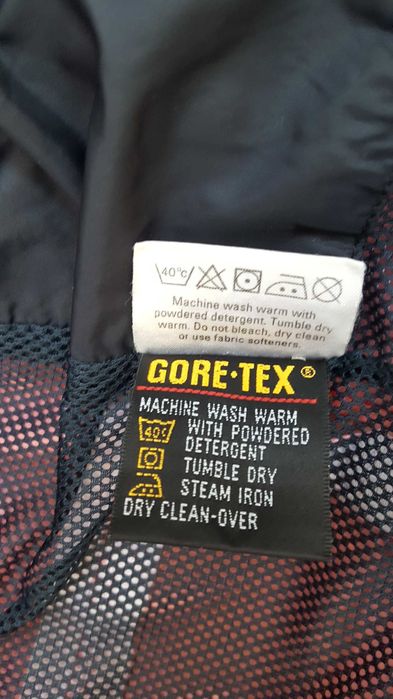 40°c
Machine wash warm with
powdered detergent. Tumble dry
warm. Do not bleach, dry clean
or use fabric softeners.
GORE-TEX®
MACHINE WASH WARM
40° WITH POWDERED
DETERGENT
TUMBLE DRY
STEAM IRON
DRY CLEAN-OVER